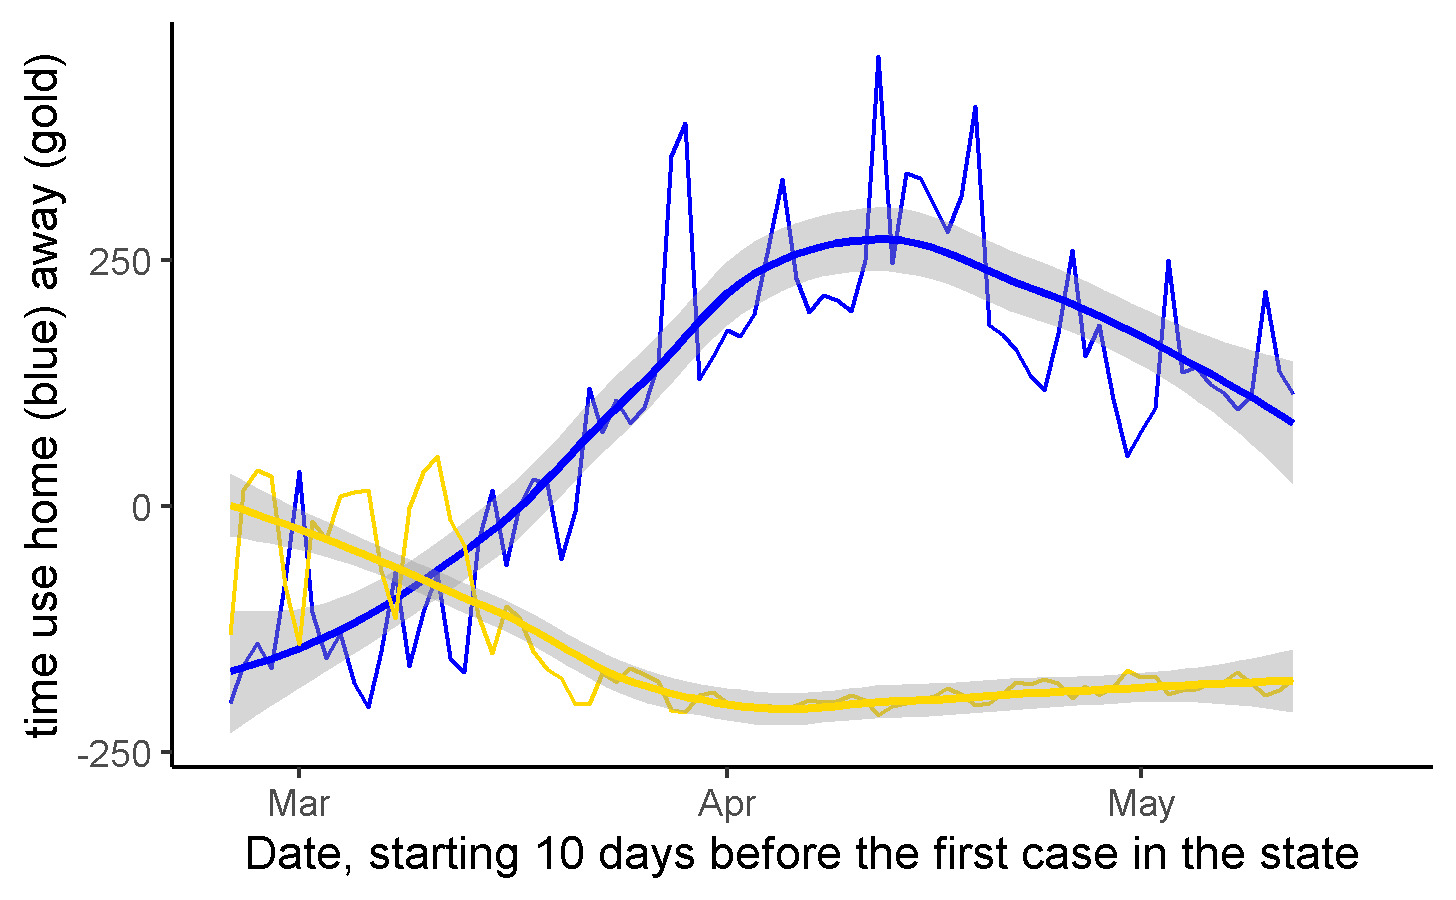 time use home (blue) away (gold)
250
0
-250
Mar
Apr
May
Date, starting 10 days before the first case in the state